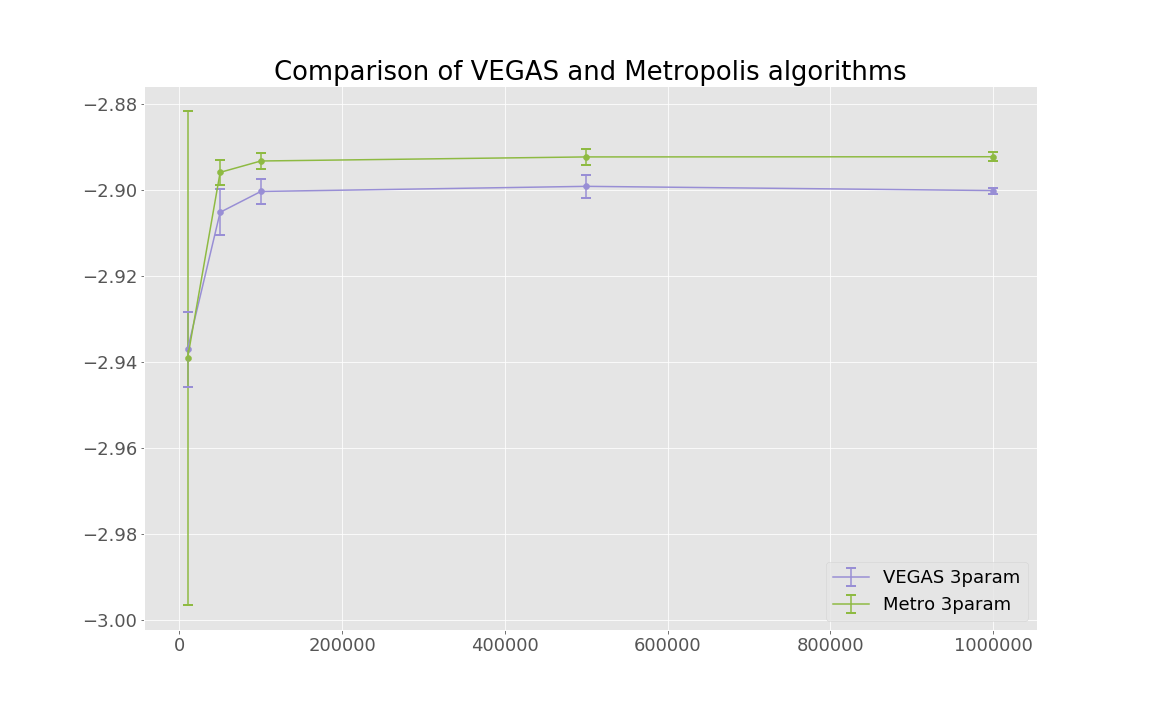 Comparison of VEGAS and Metropolis algorithms
−2.88
−2.90
−2.92
−2.94
−2.96
−2.98
−3.00
VEGAS 3param
Metro 3param
0 200000 400000 600000 800000 1000000